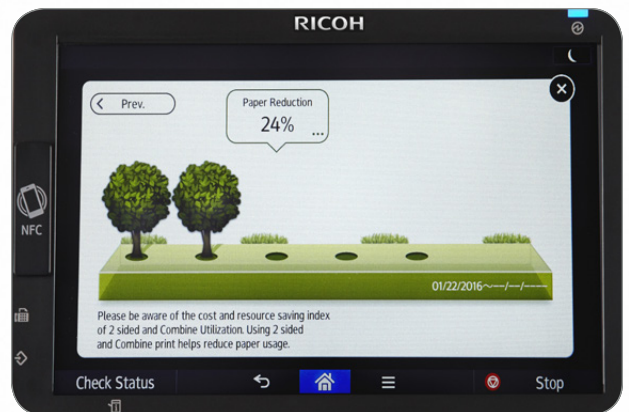 RICOH
Prev.
Paper Reduction
24%
...
NFC
01/22/2016~--/--/----
Please be aware of the cost and resource saving index
of 2 sided and Combine Utilization. Using 2 sided
and Combine print helps reduce paper usage.
Check Status
Stop